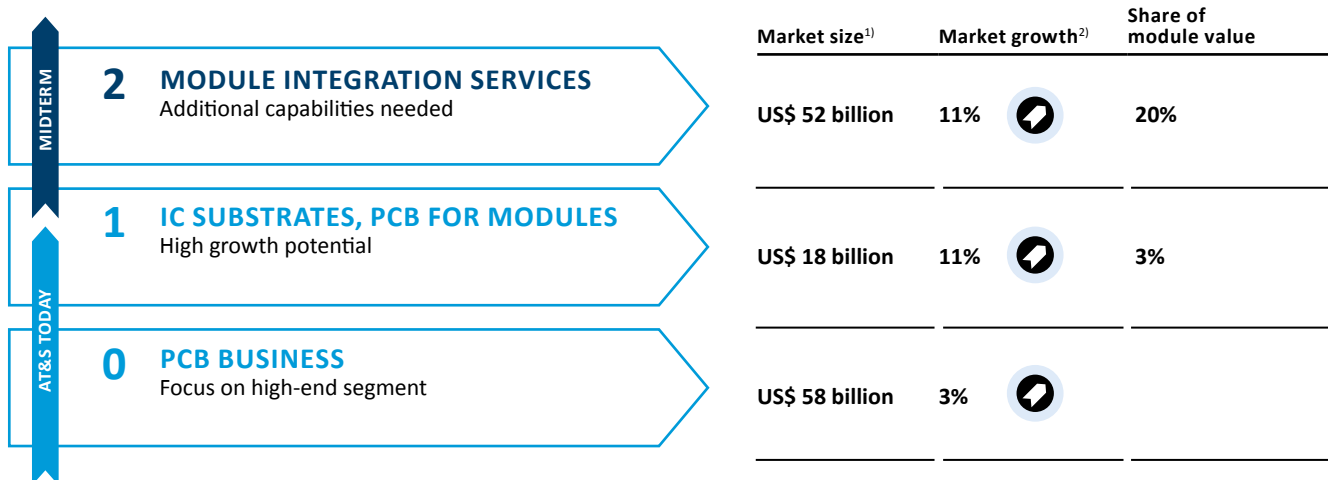 Market size1)
Market growth2)
Share of
module value
MIDTERM
2
MODULE INTEGRATION SERVICES
Additional capabilities needed
US$ 52 billion
11%
20%
1
IC SUBSTRATES, PCB FOR MODULES
High growth potential
US$ 18 billion
11%
3%
AT&S TODAY
0
PCB BUSINESS
Focus on high-end segment
US$ 58 billion
3%